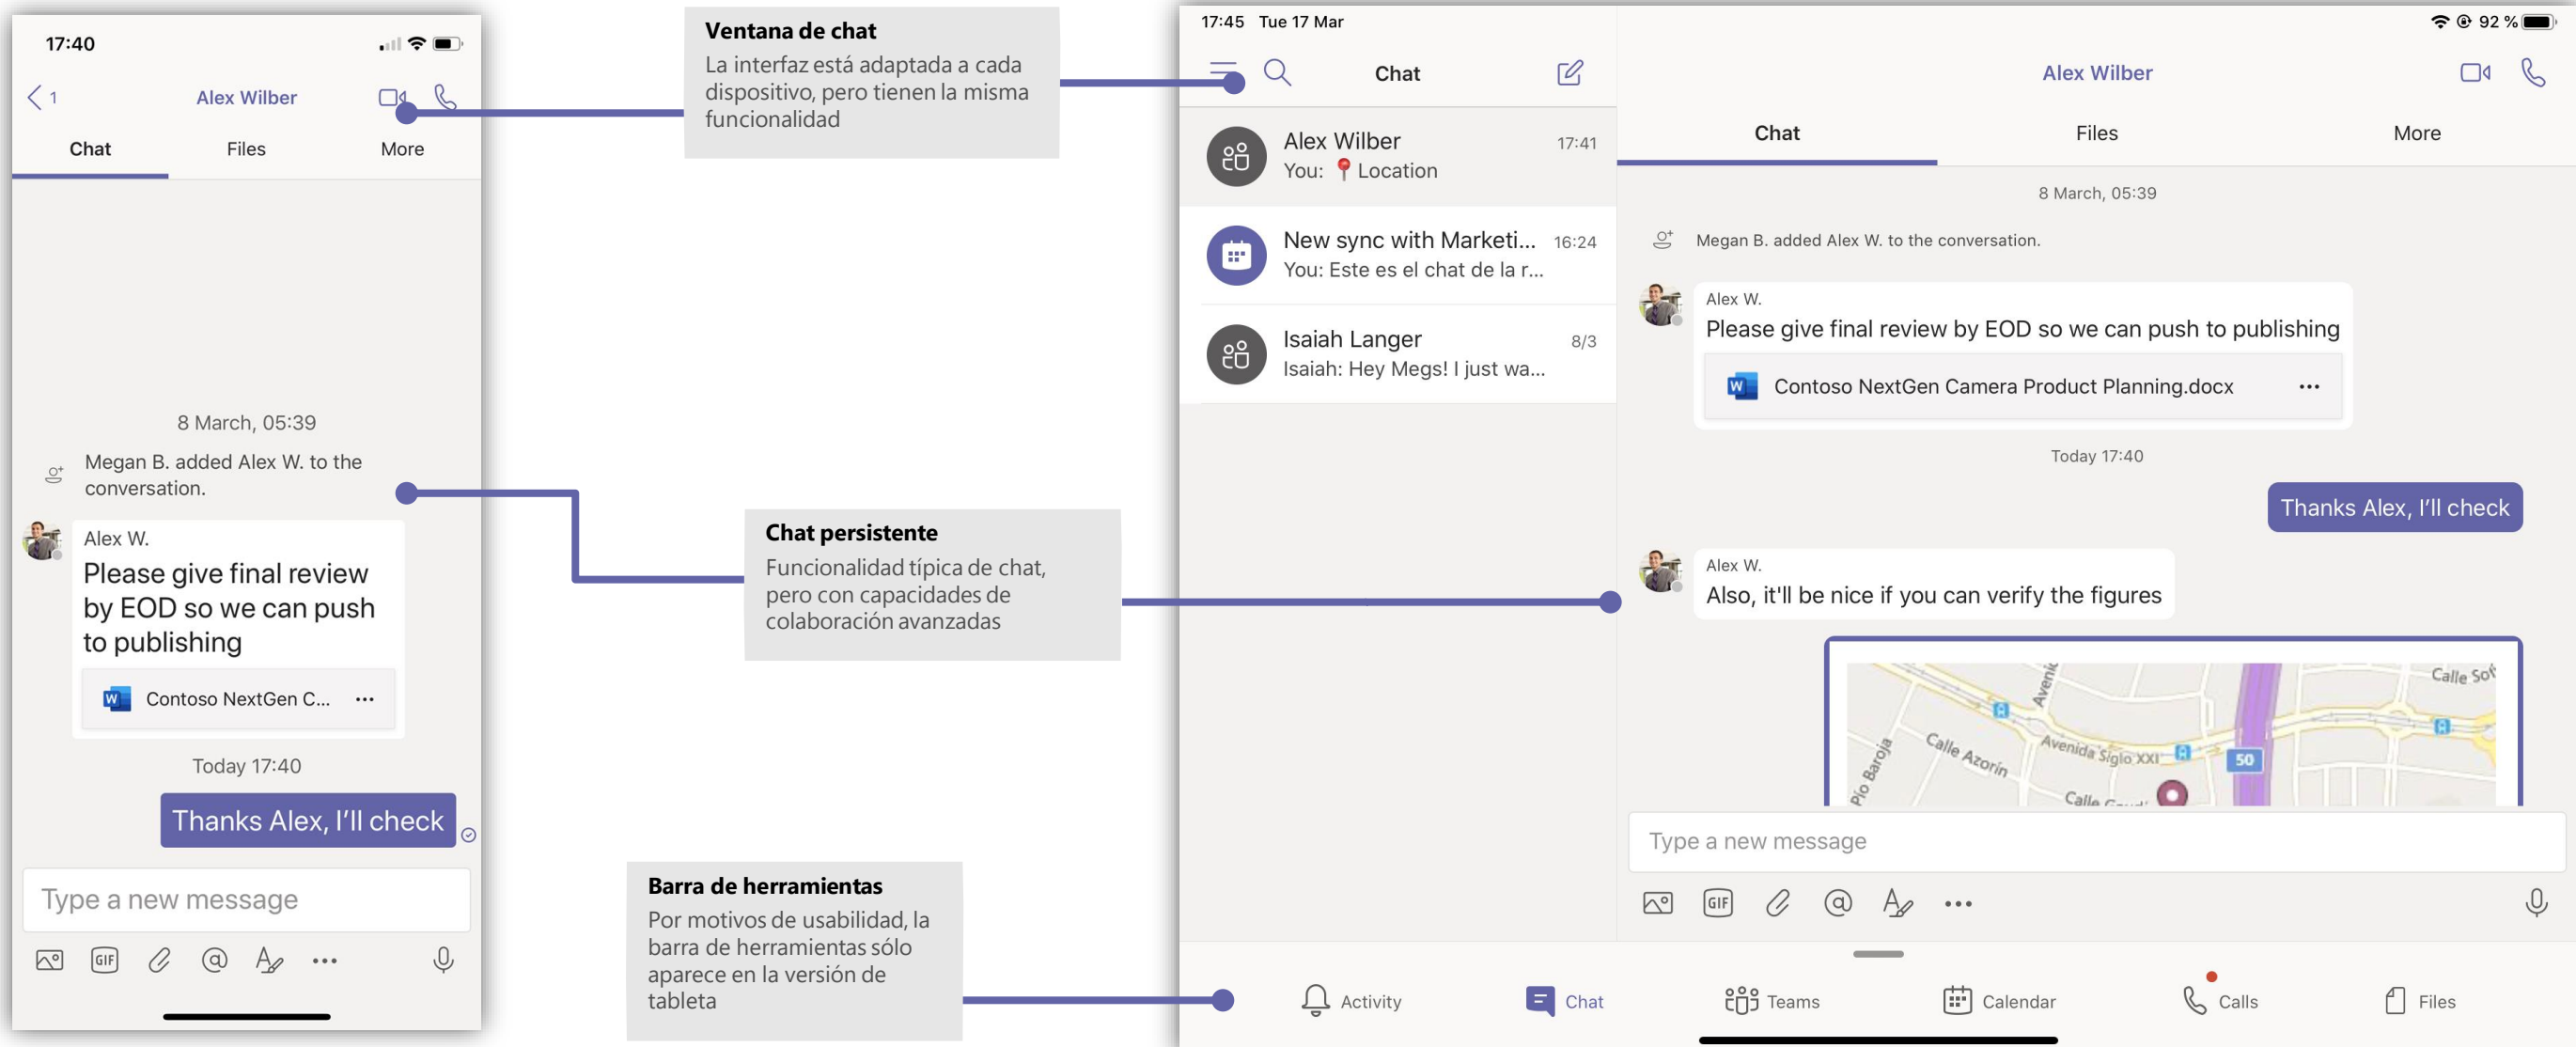 17:40
1
Alex Wilber
Chat
Files
More
8 March, 05:39
Megan B. added Alex W. to the
conversation.
Alex W.
Please give final review
by EOD so we can push
to publishing
Contoso NextGen C...
Today 17:40
Thanks Alex, I'll check
Type a new message
GIF
Ventana de chat
La interfaz está adaptada a cada
dispositivo, pero tienen la misma
funcionalidad
Chat persistente
Funcionalidad típica de chat,
pero con capacidades de
colaboración avanzadas
Barra de herramientas
Por motivos de usabilidad, la
barra de herramientas sólo
aparece en la versión de
tableta
17:45 Tue 17 Mar
92 %
Chat
Alex Wilber
17:41
You: 📍 Location
New sync with Marketi...
16:24
You: Este es el chat de la r...
Isaiah Langer
8/3
Isaiah: Hey Megs! I just wa...
Alex Wilber
Chat
Files
More
8 March, 05:39
Megan B. added Alex W. to the conversation.
Alex W.
Please give final review by EOD so we can push to publishing
Contoso NextGen Camera Product Planning.docx
Today 17:40
Thanks Alex, I'll check
Alex W.
Also, it'll be nice if you can verify the figures
Calle
Pío Baroja
Calle Azorín
Avenida Siglo XXI
50
Calle
Type a new message
GIF
Activity
Chat
Teams
Calendar
Calls
Files